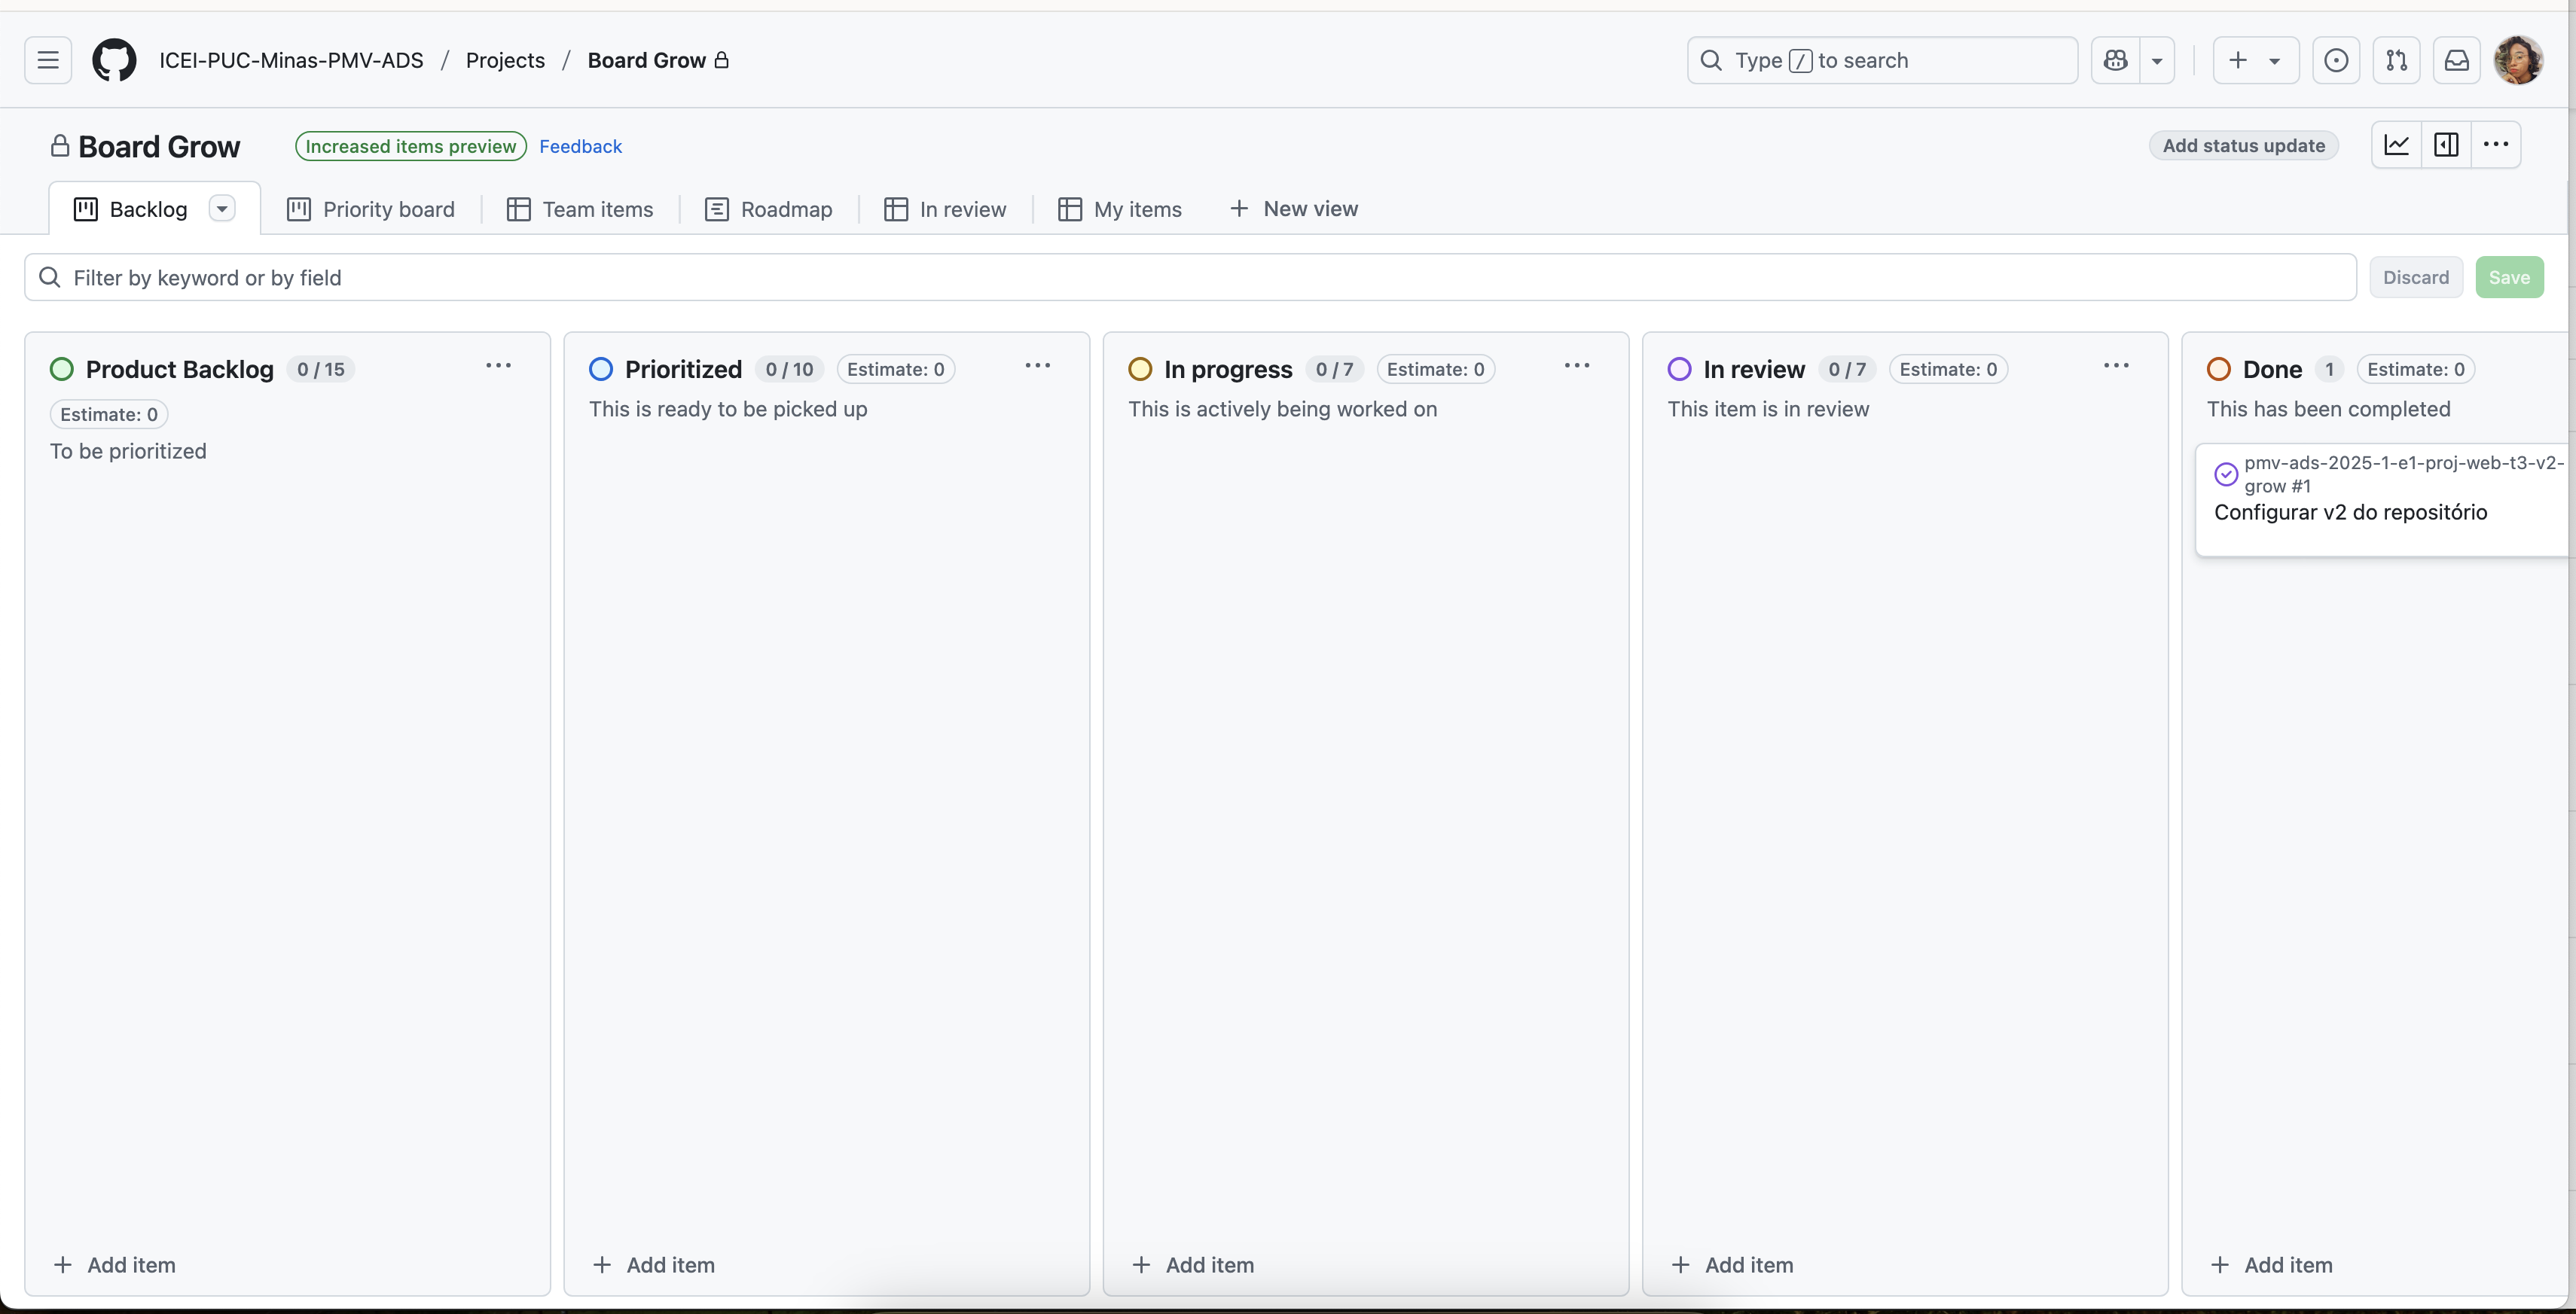 ICEI-PUC-Minas-PMV-ADS / Projects / Board Grow
Type / to search
Board Grow
Increased items preview
Feedback
Add status update
Backlog
Priority board
Team items
Roadmap
In review
My items
New view
Filter by keyword or by field
Discard
Save
Product Backlog
0 / 15
Estimate: 0
To be prioritized
Add item
Prioritized
0 / 10
Estimate: 0
This is ready to be picked up
Add item
In progress
0 / 7
Estimate: 0
This is actively being worked on
Add item
In review
0 / 7
Estimate: 0
This item is in review
Add item
Done
1
Estimate: 0
This has been completed
pmv-ads-2025-1-e1-proj-web-t3-v2-
grow #1
Configurar v2 do repositório
Add item